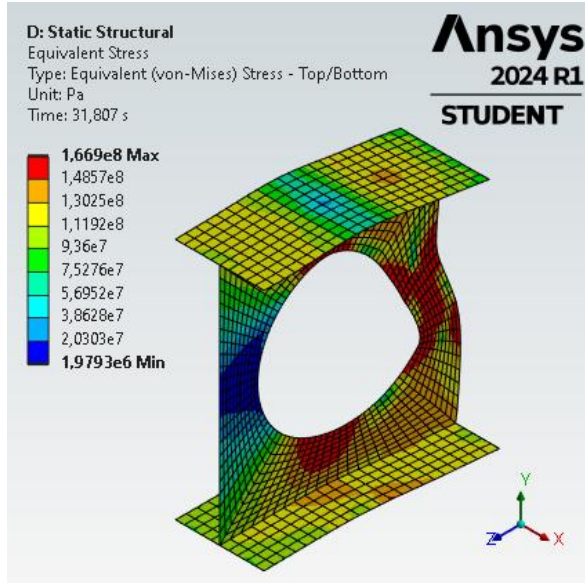 D: Static Structural
Equivalent Stress
Type: Equivalent (von-Mises) Stress - Top/Bottom
Unit: Pa
Time: 31,807 s
Ansys
2024 R1
STUDENT
1,669e8 Max
1,4857e8
1,3025e8
1,1192e8
9,36e7
7,5276e7
5,6952e7
3,8628e7
2,0303e7
1,9793e6 Min
Y
Z
X